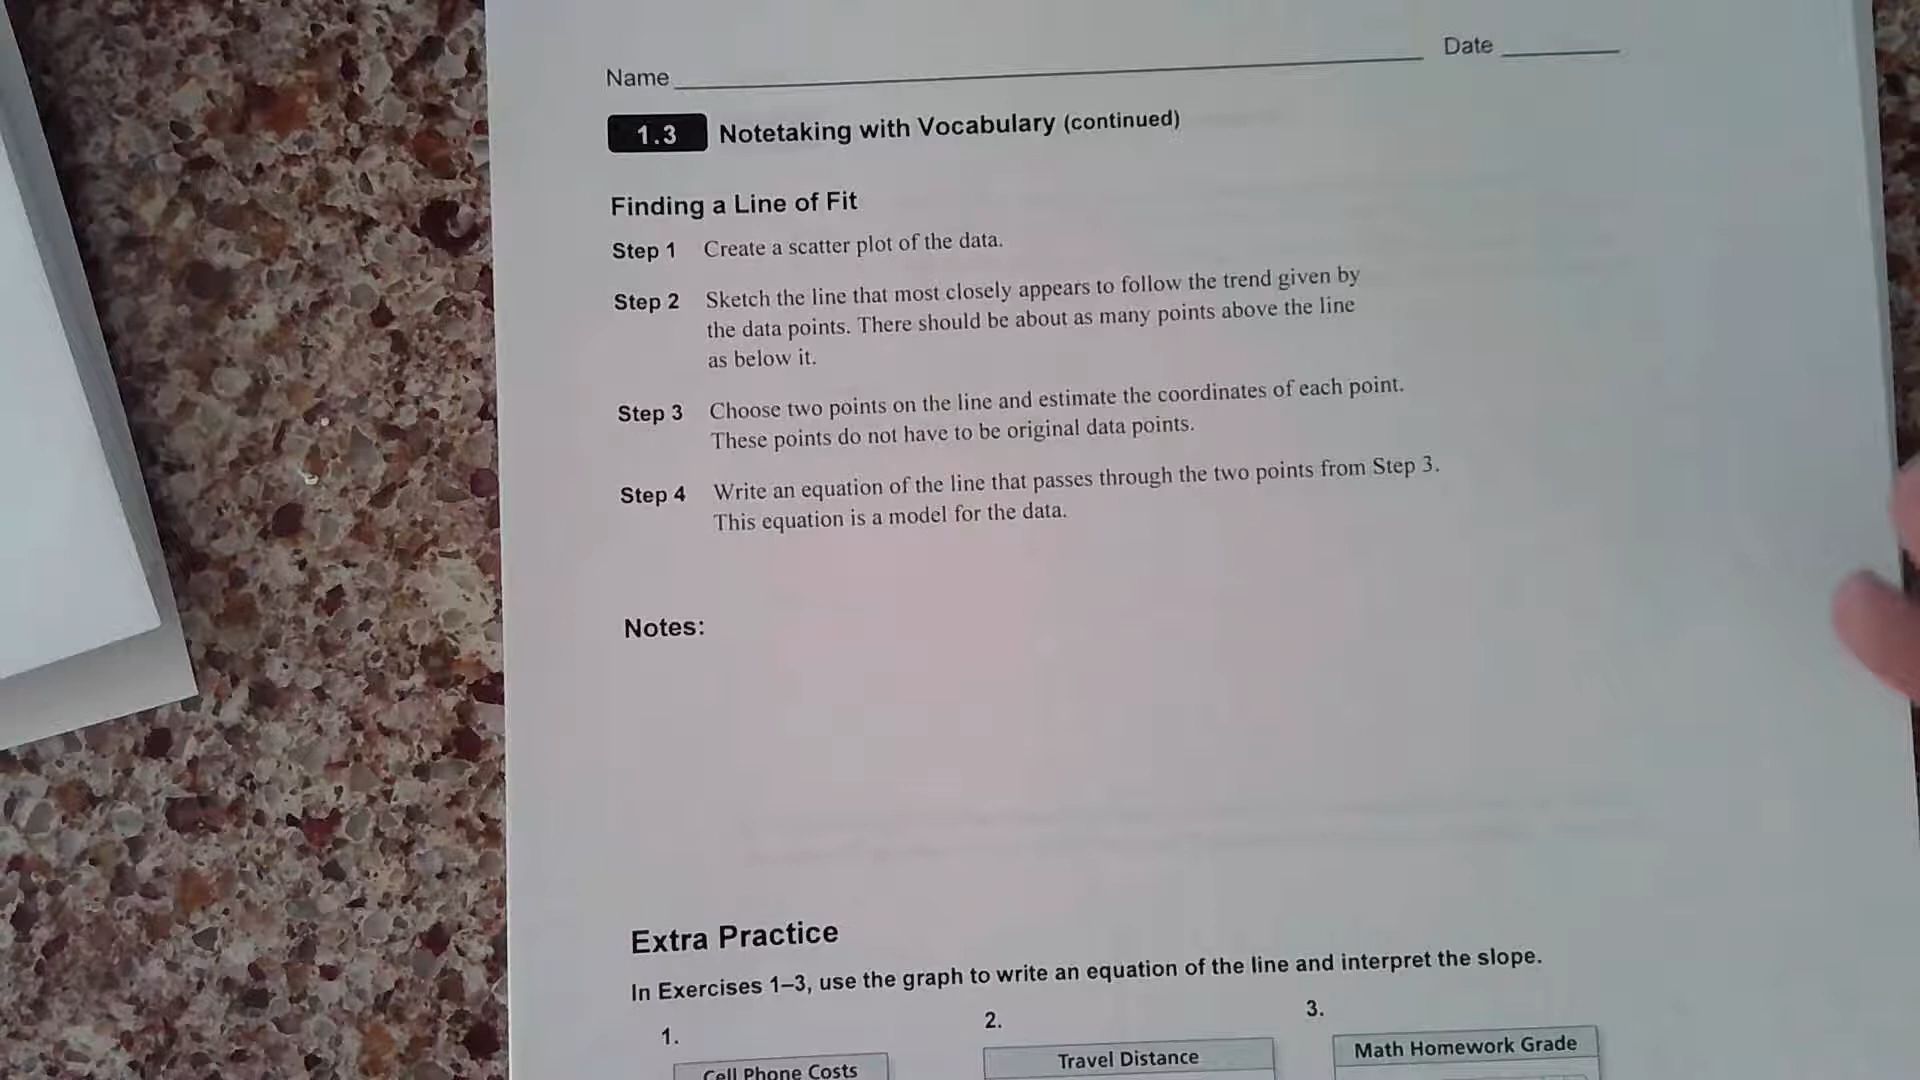 Name
Date
1.3 Notetaking with Vocabulary (continued)
Finding a Line of Fit
Step 1 Create a scatter plot of the data.
Step 2 Sketch the line that most closely appears to follow the trend given by
the data points. There should be about as many points above the line
as below it.
Step 3 Choose two points on the line and estimate the coordinates of each point.
These points do not have to be original data points.
Step 4 Write an equation of the line that passes through the two points from Step 3.
This equation is a model for the data.
Notes:
Extra Practice
In Exercises 1–3, use the graph to write an equation of the line and interpret the slope.
1. 2. 3.
Cell Phone Costs
Travel Distance
Math Homework Grade